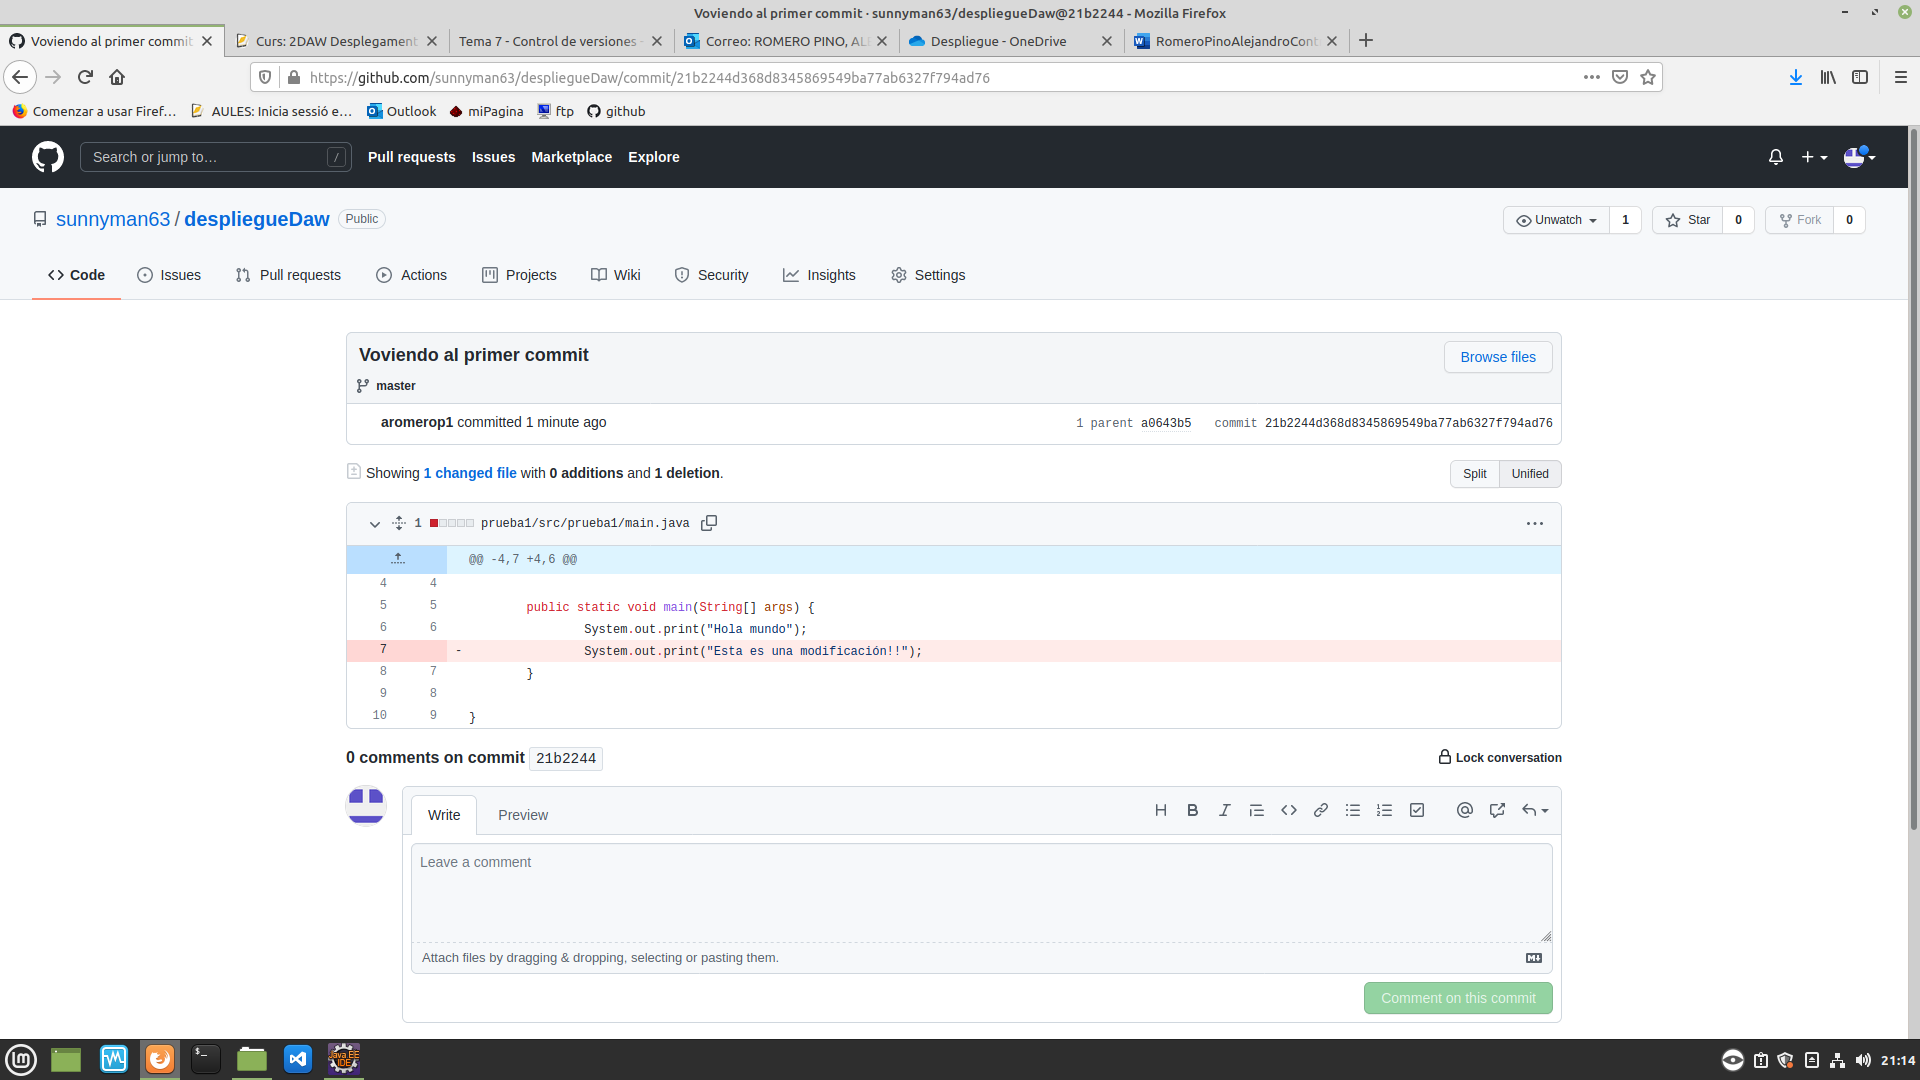 Voviendo al primer commit · sunnyman63/despliegueDaw@21b2244 - Mozilla Firefox
Voviendo al primer commit
Curs: 2DAW Desplegament
Tema 7 - Control de versiones -
Correo: ROMERO PINO, ALE
Despliegue - OneDrive
RomeroPinoAlejandroCont
https://github.com/sunnyman63/despliegueDaw/commit/21b2244d368d8345869549ba77ab6327f794ad76
Comenzar a usar Firef…
AULES: Inicia sessió e…
Outlook
miPagina
ftp
github
Search or jump to…
/
Pull requests
Issues
Marketplace
Explore
sunnyman63 / despliegueDaw
Public
Unwatch
1
Star
0
Fork
0
Code
Issues
Pull requests
Actions
Projects
Wiki
Security
Insights
Settings
Voviendo al primer commit
Browse files
master
aromerop1 committed 1 minute ago
1 parent a0643b5
commit 21b2244d368d8345869549ba77ab6327f794ad76
Showing 1 changed file with 0 additions and 1 deletion.
Split
Unified
1
prueba1/src/prueba1/main.java
@@ -4,7 +4,6 @@
4 4
5 5 public static void main(String[] args) {
6 6 System.out.print("Hola mundo");
7 - System.out.print("Esta es una modificación!!");
8 7 }
9 8
10 9 }
0 comments on commit 21b2244
Lock conversation
Write
Preview
Leave a comment
Attach files by dragging & dropping, selecting or pasting them.
Comment on this commit
Java EE
IDE
21:14